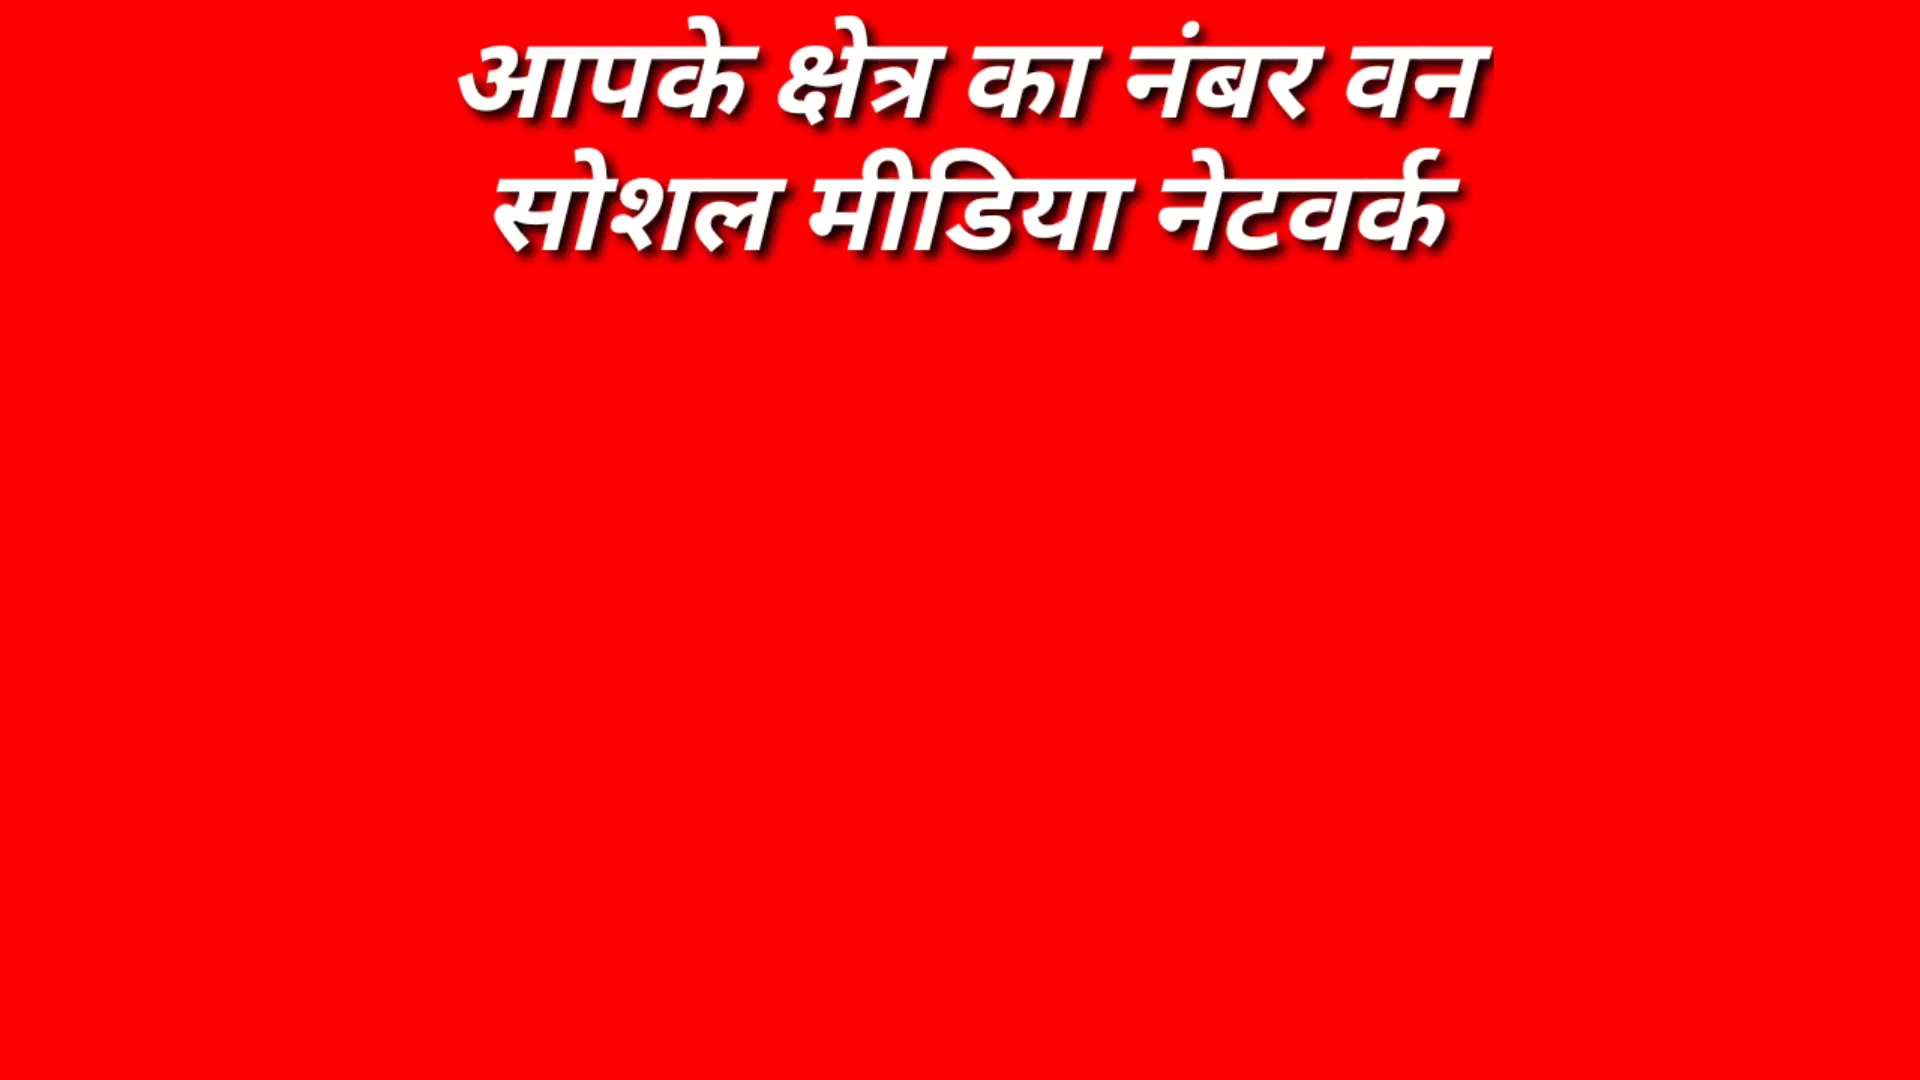 आपके क्षेत्र का नंबर वन
सोशल मीडिया नेटवर्क